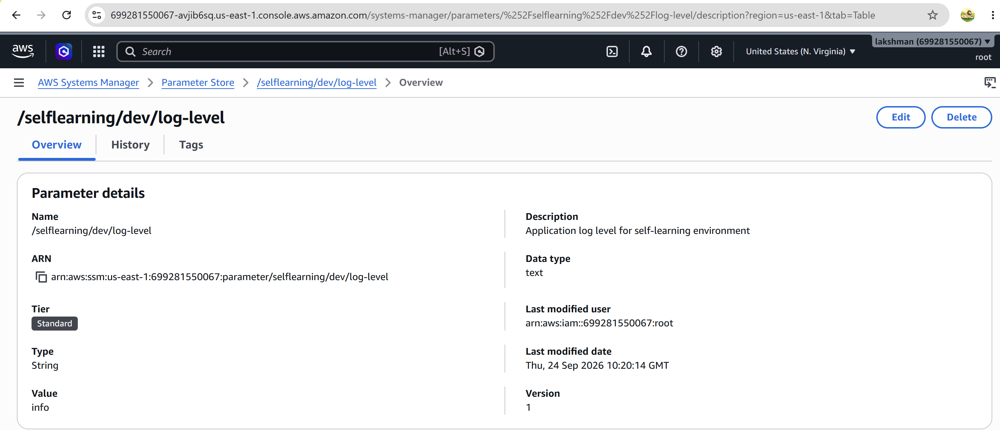 699281550067-avjib6sq.us-east-1.console.aws.amazon.com/systems-manager/parameters/%252Fselflearning%252Fdev%252Flog-level/description?region=us-east-1&tab=Table
aws
Search [Alt+S]
United States (N. Virginia)
lakshman (699281550067)
root
AWS Systems Manager > Parameter Store > /selflearning/dev/log-level > Overview
/selflearning/dev/log-level
Edit Delete
Overview History Tags
Parameter details
Name
/selflearning/dev/log-level
Description
Application log level for self-learning environment
ARN
arn:aws:ssm:us-east-1:699281550067:parameter/selflearning/dev/log-level
Data type
text
Tier
Standard
Last modified user
arn:aws:iam::699281550067:root
Type
String
Last modified date
Thu, 24 Sep 2026 10:20:14 GMT
Value
info
Version
1